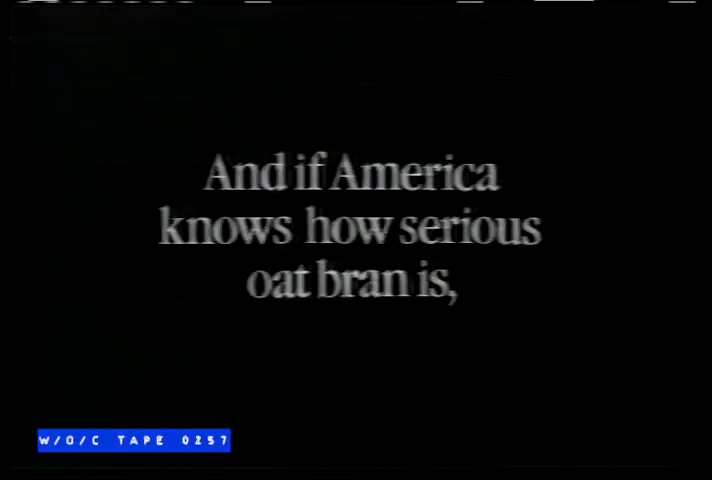 And if America
knows how serious
oat bran is,
W/O/C TAPE 0257